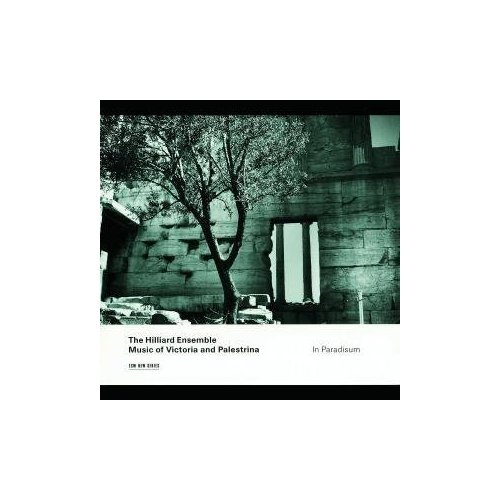 The Hilliard Ensemble
Music of Victoria and Palestrina
In Paradisum
ECM NEW SERIES